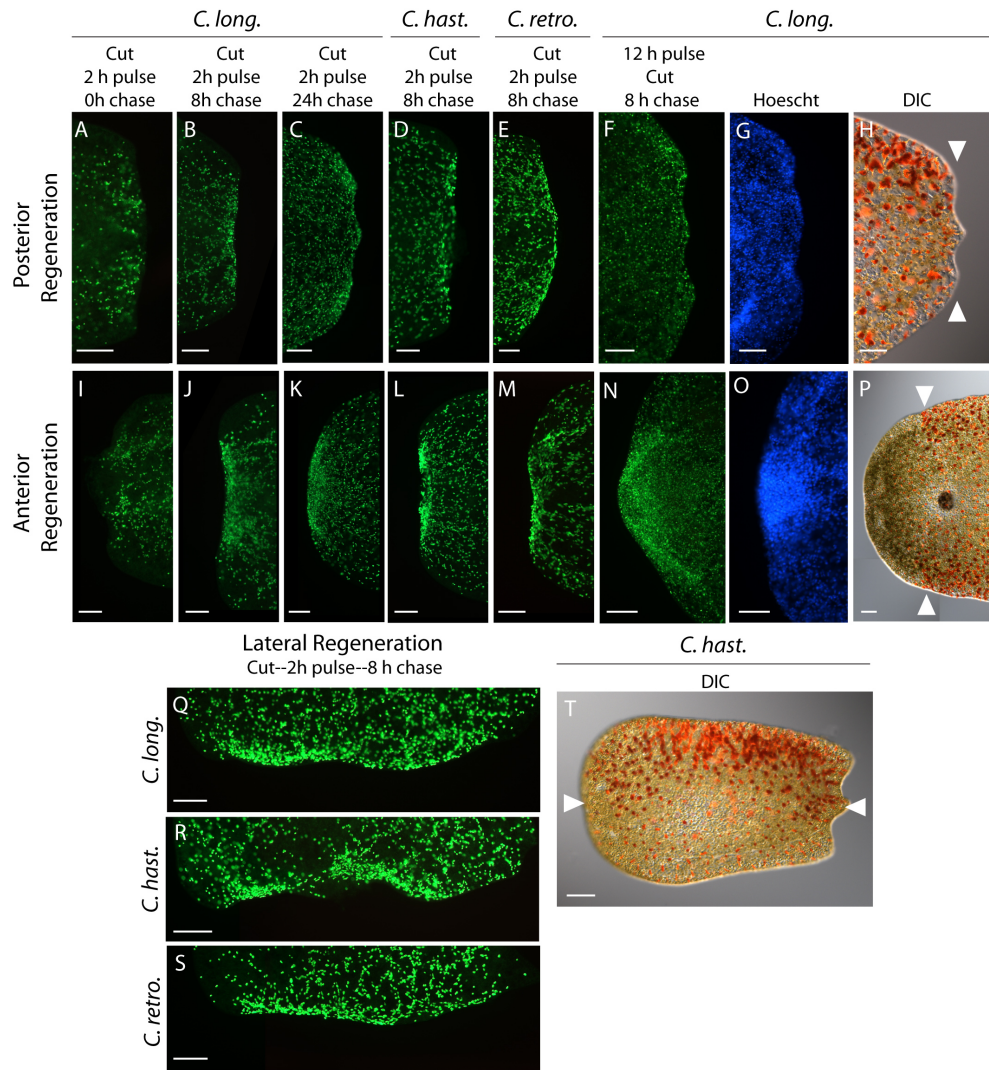 C. long. C. hast. C. retro. C. long.
Cut Cut Cut Cut Cut 12 h pulse
2 h pulse 2h pulse 2h pulse 2h pulse 2h pulse Cut
0h chase 8h chase 24h chase 8h chase 8h chase 8 h chase Hoescht DIC
A B C D E F G H
Posterior
Regeneration
I J K L M N O P
Anterior
Regeneration
Lateral Regeneration
Cut--2h pulse--8 h chase
C. hast.
DIC
Q
C. long.
T
R
C. hast.
S
C. retro.